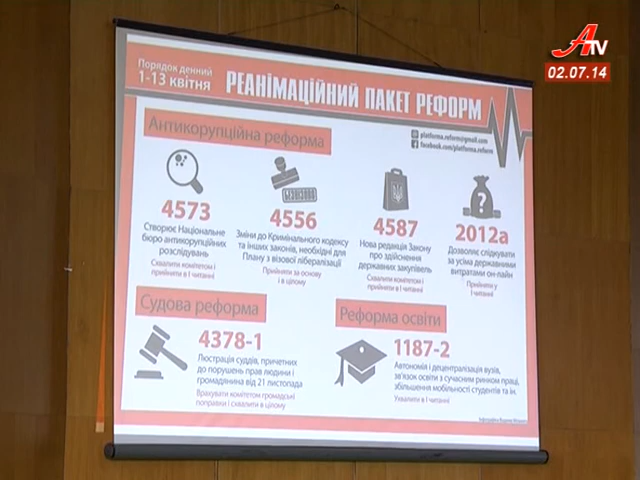 ATV
02.07.14
Порядок денний
1-13 квітня
РЕАНІМАЦІЙНИЙ ПАКЕТ РЕФОРМ
platforma.reform@gmail.com
facebook.com/platforma.reform
Антикорупційна реформа
4573
Створює Національне
бюро антикорупційних
розслідувань
Схвалити комітетом і
прийняти в І читанні
БЕЗВІЗОВО
4556
Зміни до Кримінального кодексу
та інших законів, необхідні для
Плану з візової лібералізації
Прийняти за основу
і в цілому
4587
Нова редакція Закону
про здійснення
державних закупівель
Схвалити комітетом і
прийняти в І читанні
?
2012а
Дозволяє слідкувати
за усіма державними
витратами он-лайн
Прийняти у
І читанні
Судова реформа
4378-1
Люстрація суддів, причетних
до порушень прав людини і
громадянина від 21 листопада
Врахувати комітетом громадські
поправки і схвалити в цілому
Реформа освіти
1187-2
Автономія і децентралізація вузів,
зв'язок освіти з сучасним ринком праці,
збільшення мобільності студентів та ін.
Ухвалити в І читанні